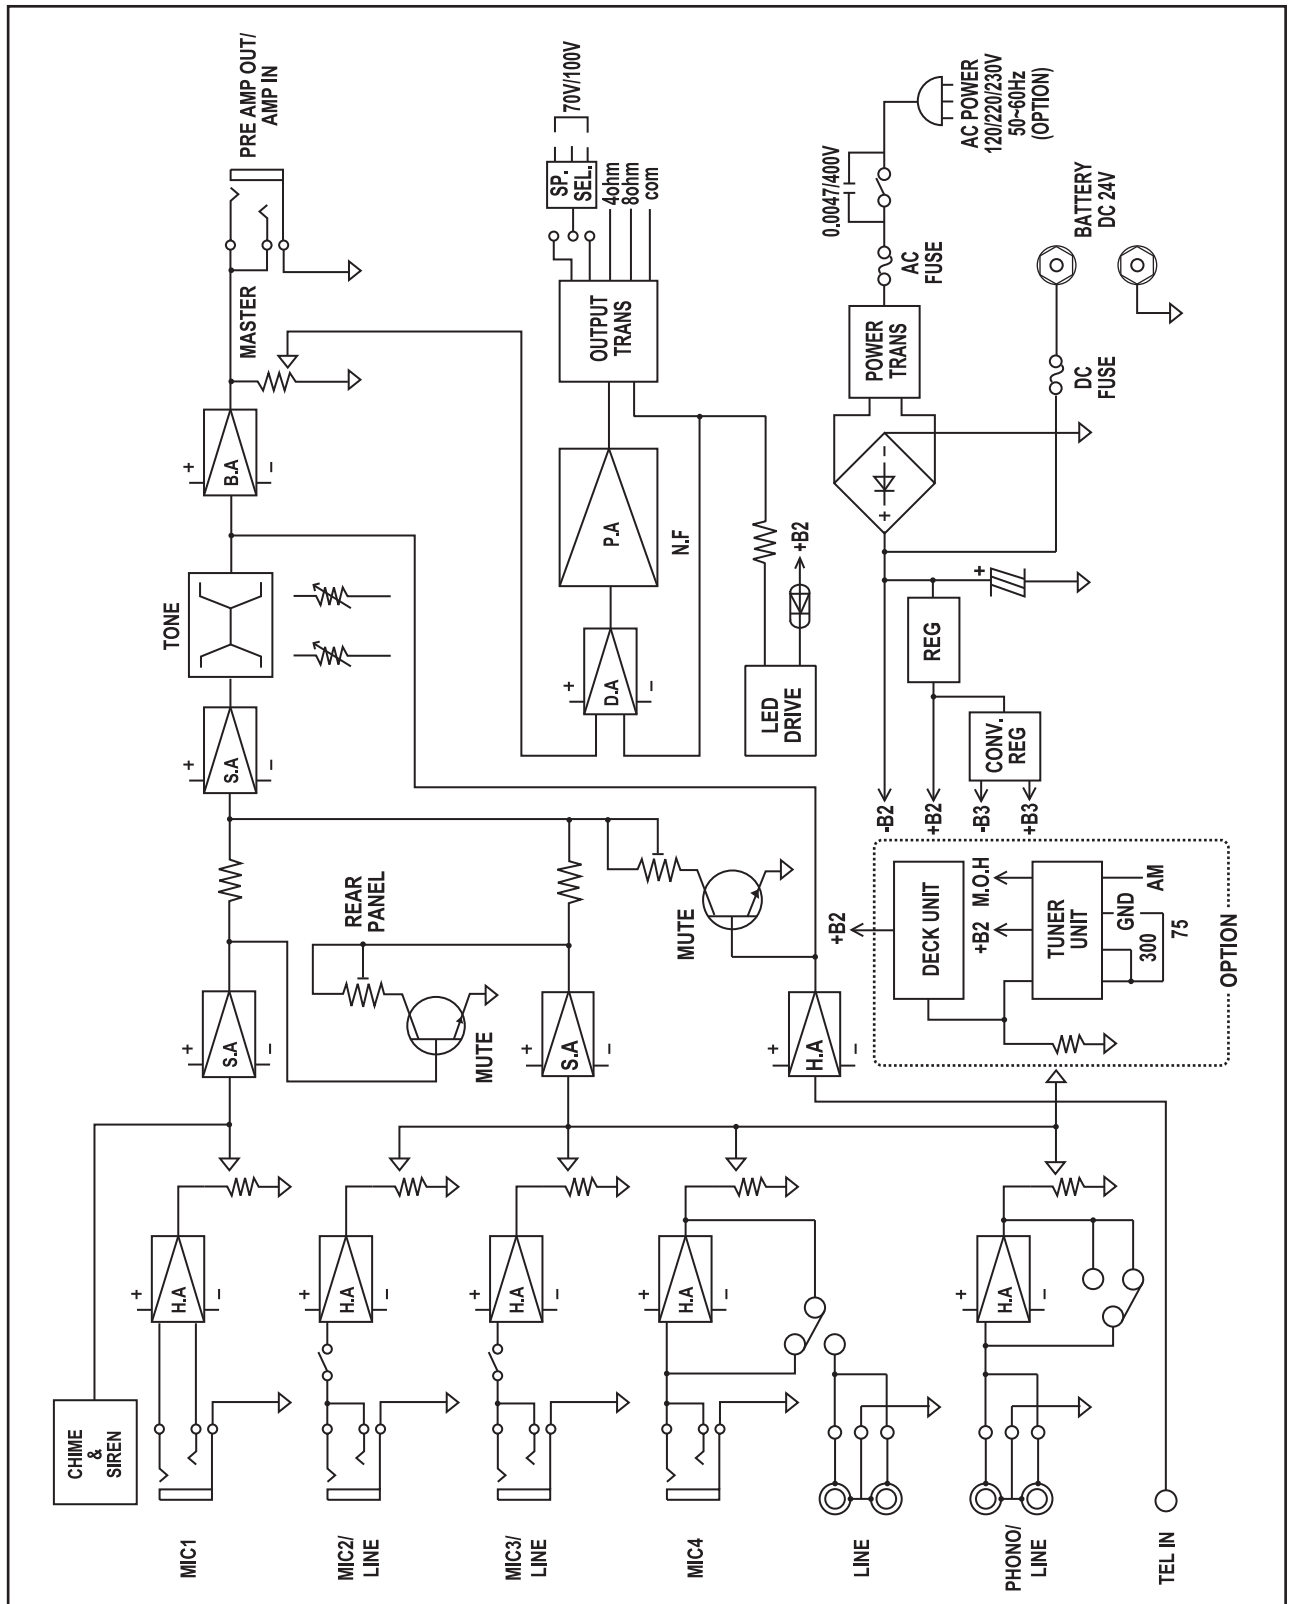 CHIME
&
SIREN
MIC1
+
H.A
−
MIC2/
LINE
+
H.A
−
MIC3/
LINE
+
H.A
−
MIC4
+
H.A
−
LINE
PHONO/
LINE
+
H.A
−
TEL IN
+
S.A
−
REAR
PANEL
MUTE
+
S.A
−
MUTE
+
H.A
−
+B2
DECK UNIT
M.O.H
+B2
TUNER
UNIT
AM
GND
300
75
OPTION
+
S.A
−
TONE
+
B.A
−
MASTER
PRE AMP OUT/
AMP IN
+
D.A
−
P.A
N.F
OUTPUT
TRANS
SP.
SEL.
70V/100V
4ohm
8ohm
com
LED
DRIVE
+B2
-B2
+B2
-B3
+B3
CONV.
REG
REG
+
+
−
POWER
TRANS
AC
FUSE
0.0047/400V
AC POWER
120/220/230V
50~60Hz
(OPTION)
DC
FUSE
BATTERY
DC 24V